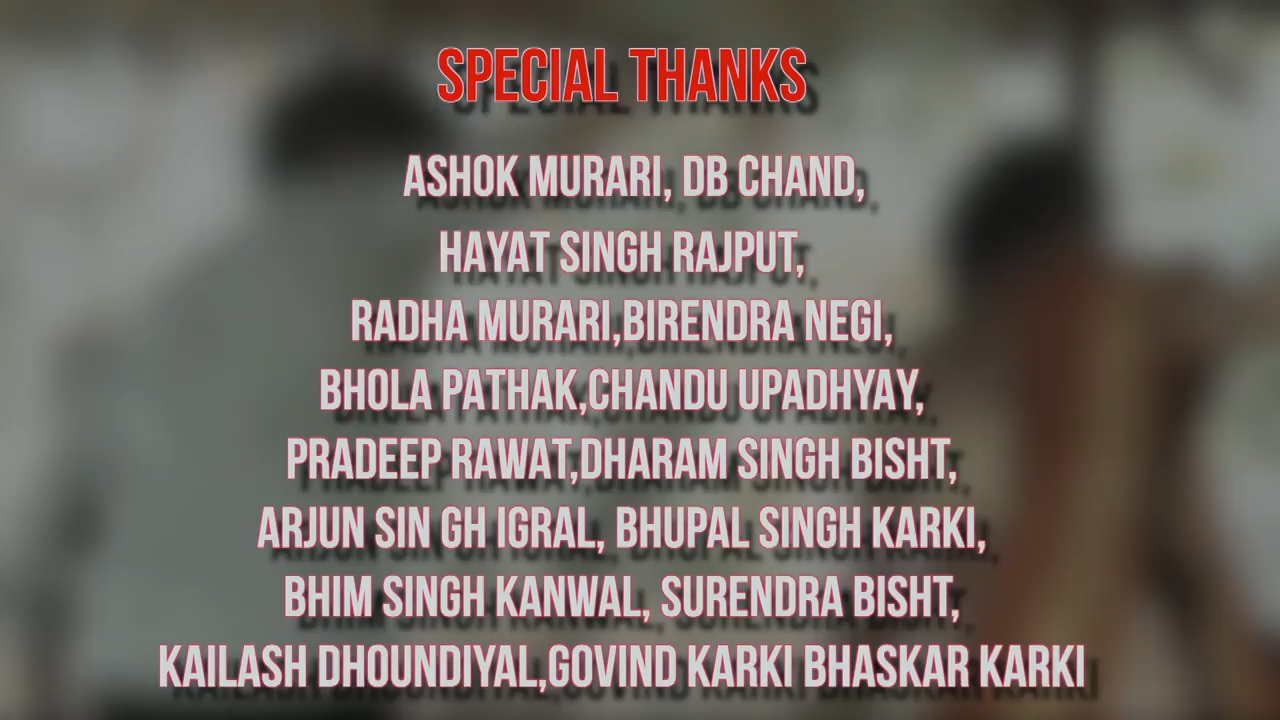 SPECIAL THANKS
ASHOK MURARI, DB CHAND,
HAYAT SINGH RAJPUT,
RADHA MURARI,BIRENDRA NEGI,
BHOLA PATHAK,CHANDU UPADHYAY,
PRADEEP RAWAT,DHARAM SINGH BISHT,
ARJUN SIN GH IGRAL, BHUPAL SINGH KARKI,
BHIM SINGH KANWAL, SURENDRA BISHT,
KAILASH DHOUNDIYAL,GOVIND KARKI BHASKAR KARKI